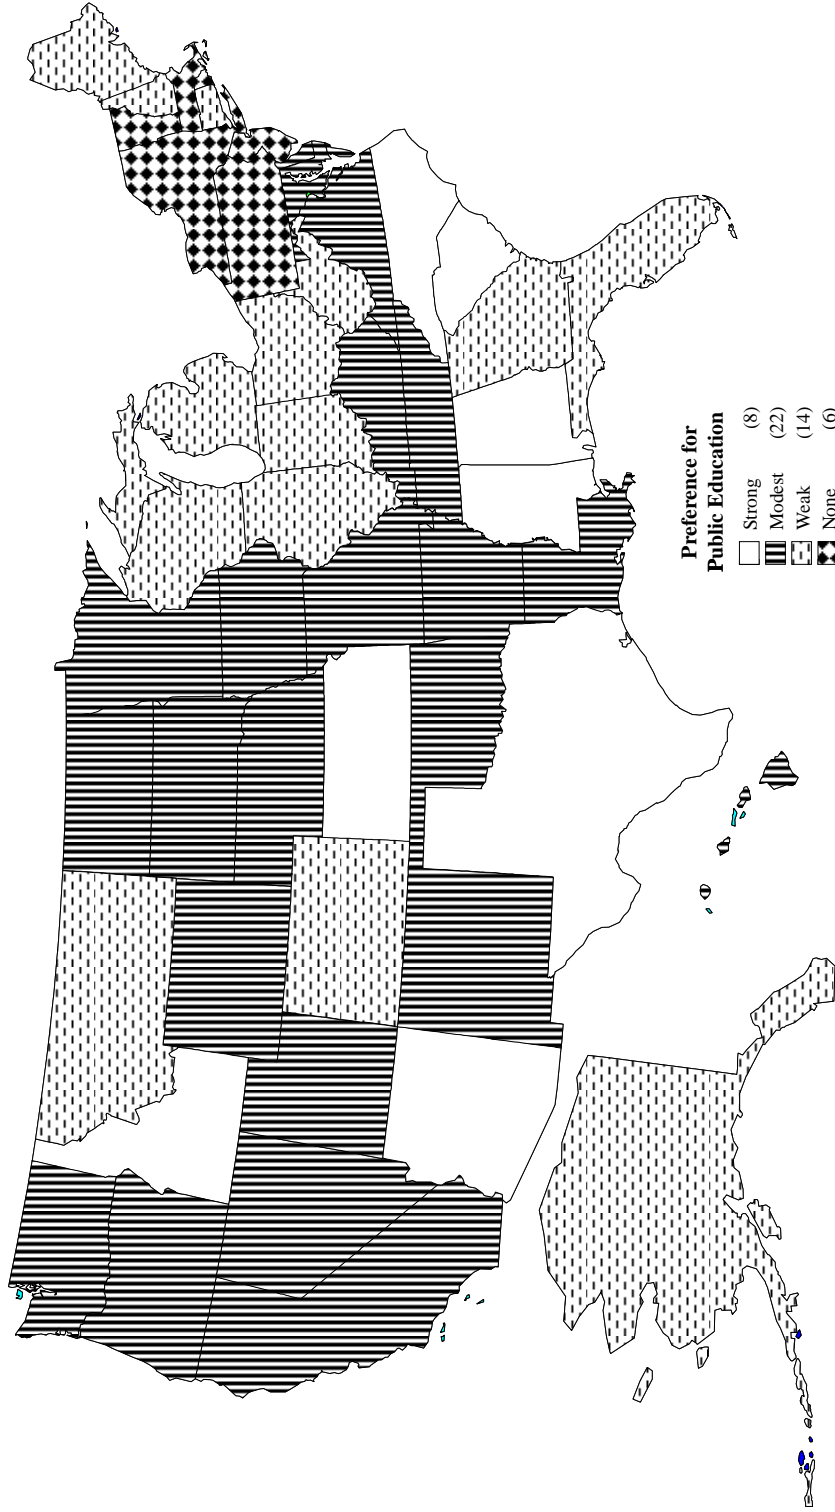 Preference for
Public Education
Strong (8)
Modest (22)
Weak (14)
None (6)